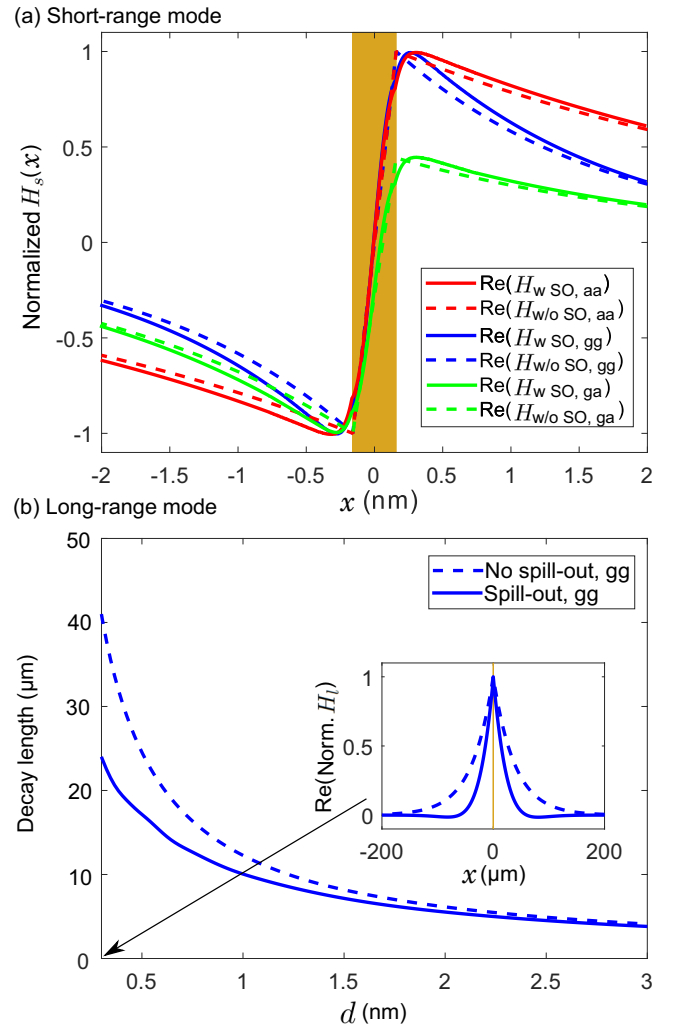 (a) Short-range mode
Normalized H_s(x)
1
0.5
0
-0.5
-1
Re(H_w SO, aa)
Re(H_w/o SO, aa)
Re(H_w SO, gg)
Re(H_w/o SO, gg)
Re(H_w SO, ga)
Re(H_w/o SO, ga)
-2 -1.5 -1 -0.5 0 0.5 1 1.5 2
x (nm)
(b) Long-range mode
Decay length (μm)
50
40
30
20
10
0
No spill-out, gg
Spill-out, gg
Re(Norm. H_l)
1
0.5
0
-200 0 200
x (μm)
0.5 1 1.5 2 2.5 3
d (nm)